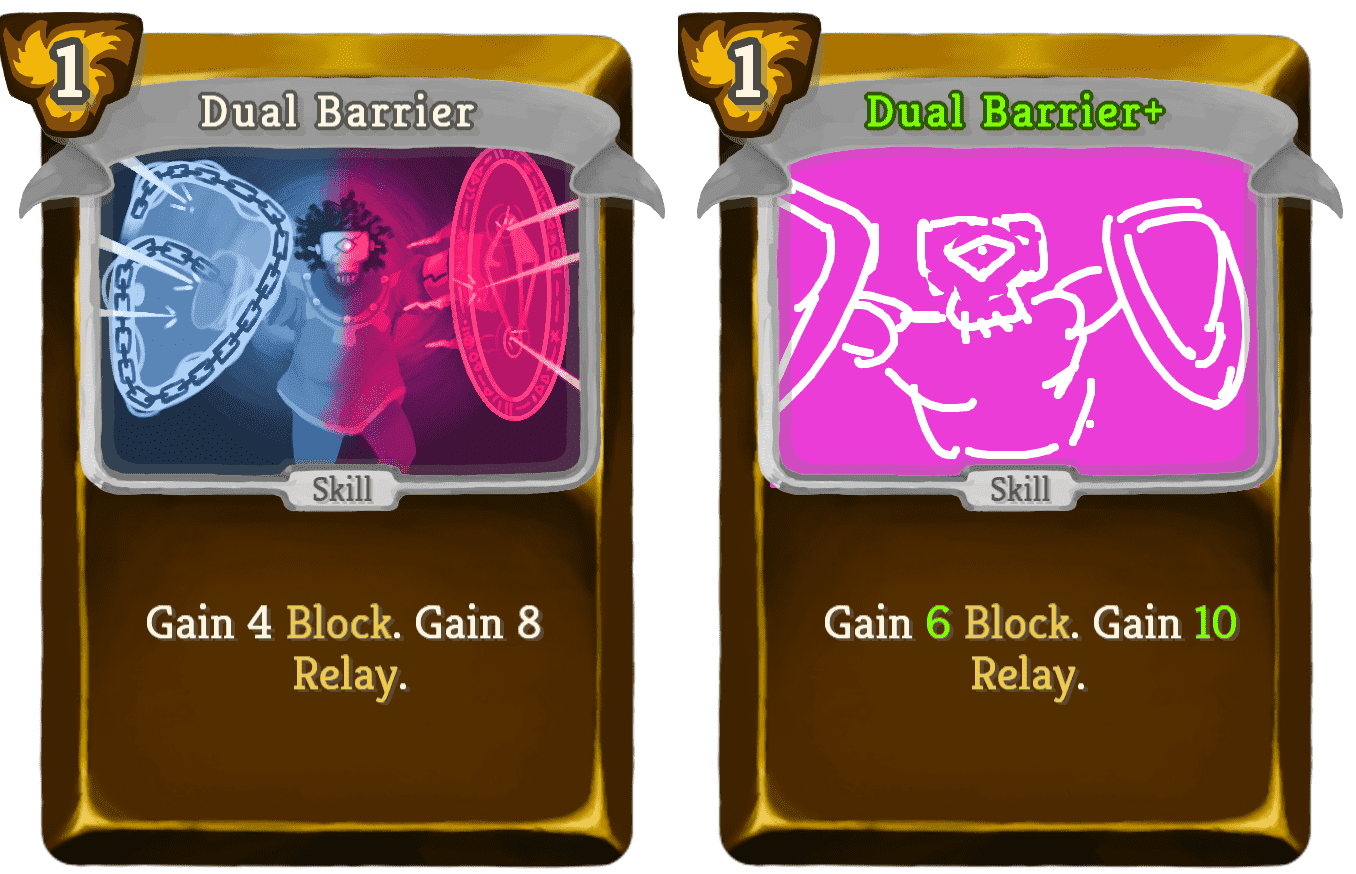 1
Dual Barrier
Skill
Gain 4 Block. Gain 8
Relay.
1
Dual Barrier+
Skill
Gain 6 Block. Gain 10
Relay.